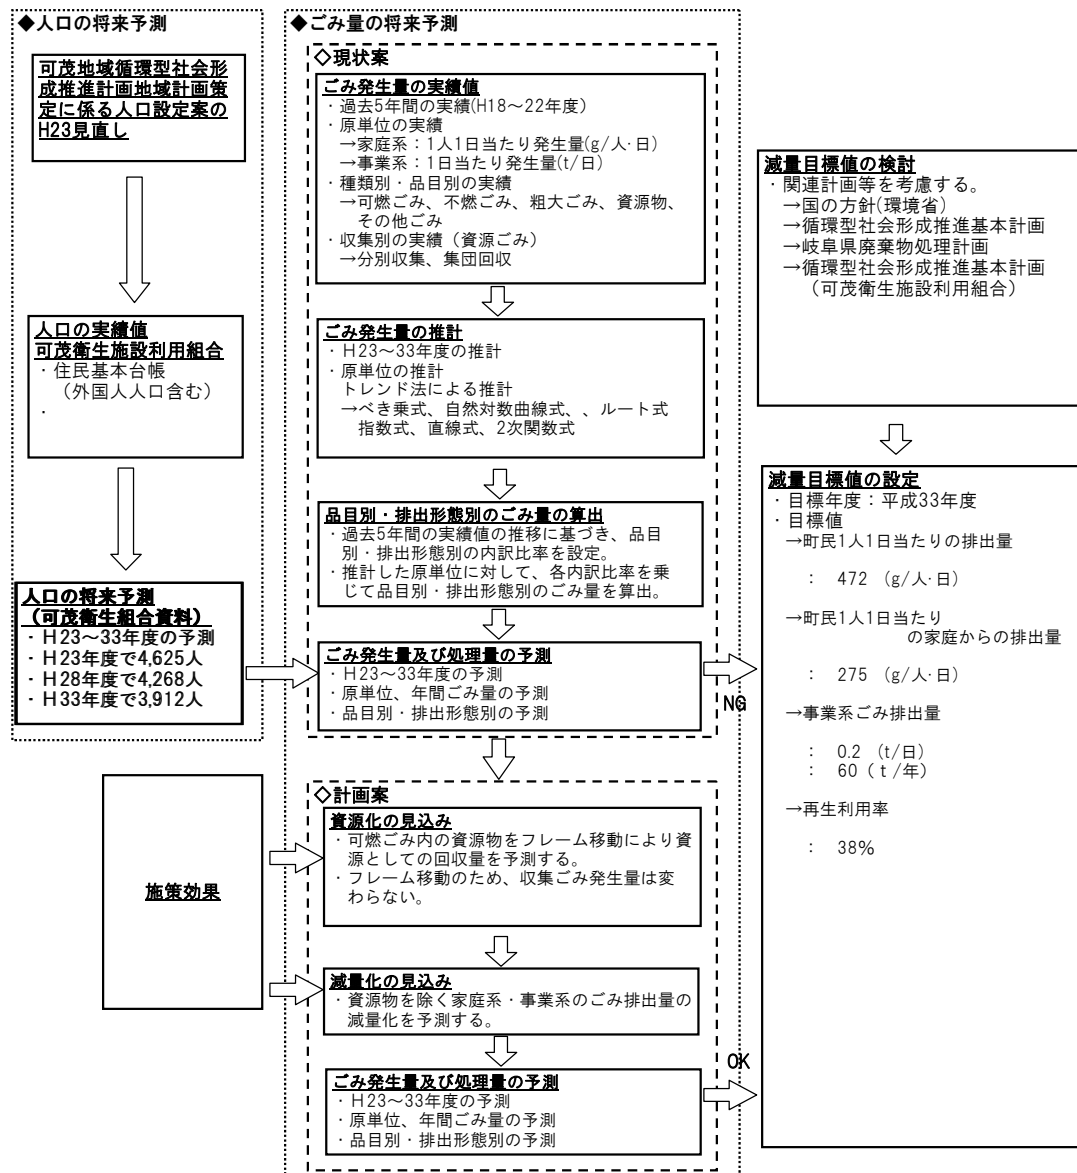 ◆人口の将来予測
可茂地域循環型社会形
成推進計画地域計画策
定に係る人口設定案の
H23見直し
人口の実績値
可茂衛生施設利用組合
・住民基本台帳
（外国人人口含む）
・
人口の将来予測
（可茂衛生組合資料）
・H23～33年度の予測
・H23年度で4,625人
・H28年度で4,268人
・H33年度で3,912人
施策効果
◆ごみ量の将来予測
◇現状案
ごみ発生量の実績値
・過去5年間の実績(H18～22年度)
・原単位の実績
→家庭系：1人1日当たり発生量(g/人・日)
→事業系：1日当たり発生量(t/日)
・種類別・品目別の実績
→可燃ごみ、不燃ごみ、粗大ごみ、資源物、
その他ごみ
・収集別の実績（資源ごみ）
→分別収集、集団回収
ごみ発生量の推計
・H23～33年度の推計
・原単位の推計
トレンド法による推計
→べき乗式、自然対数曲線式、、ルート式
指数式、直線式、2次関数式
品目別・排出形態別のごみ量の算出
・過去5年間の実績値の推移に基づき、品目
別・排出形態別の内訳比率を設定。
・推計した原単位に対して、各内訳比率を乗
じて品目別・排出形態別のごみ量を算出。
ごみ発生量及び処理量の予測
・H23～33年度の予測
・原単位、年間ごみ量の予測
・品目別・排出形態別の予測
NG
◇計画案
資源化の見込み
・可燃ごみ内の資源物をフレーム移動により資
源としての回収量を予測する。
・フレーム移動のため、収集ごみ発生量は変
わらない。
減量化の見込み
・資源物を除く家庭系・事業系のごみ排出量の
減量化を予測する。
ごみ発生量及び処理量の予測
・H23～33年度の予測
・原単位、年間ごみ量の予測
・品目別・排出形態別の予測
OK
減量目標値の検討
・関連計画等を考慮する。
→国の方針(環境省)
→循環型社会形成推進基本計画
→岐阜県廃棄物処理計画
→循環型社会形成推進基本計画
（可茂衛生施設利用組合）
減量目標値の設定
・目標年度：平成33年度
・目標値
→町民1人1日当たりの排出量
： 472 (g/人・日)
→町民1人1日当たり
の家庭からの排出量
： 275 (g/人・日)
→事業系ごみ排出量
： 0.2 (t/日)
： 60 (ｔ/年)
→再生利用率
： 38%